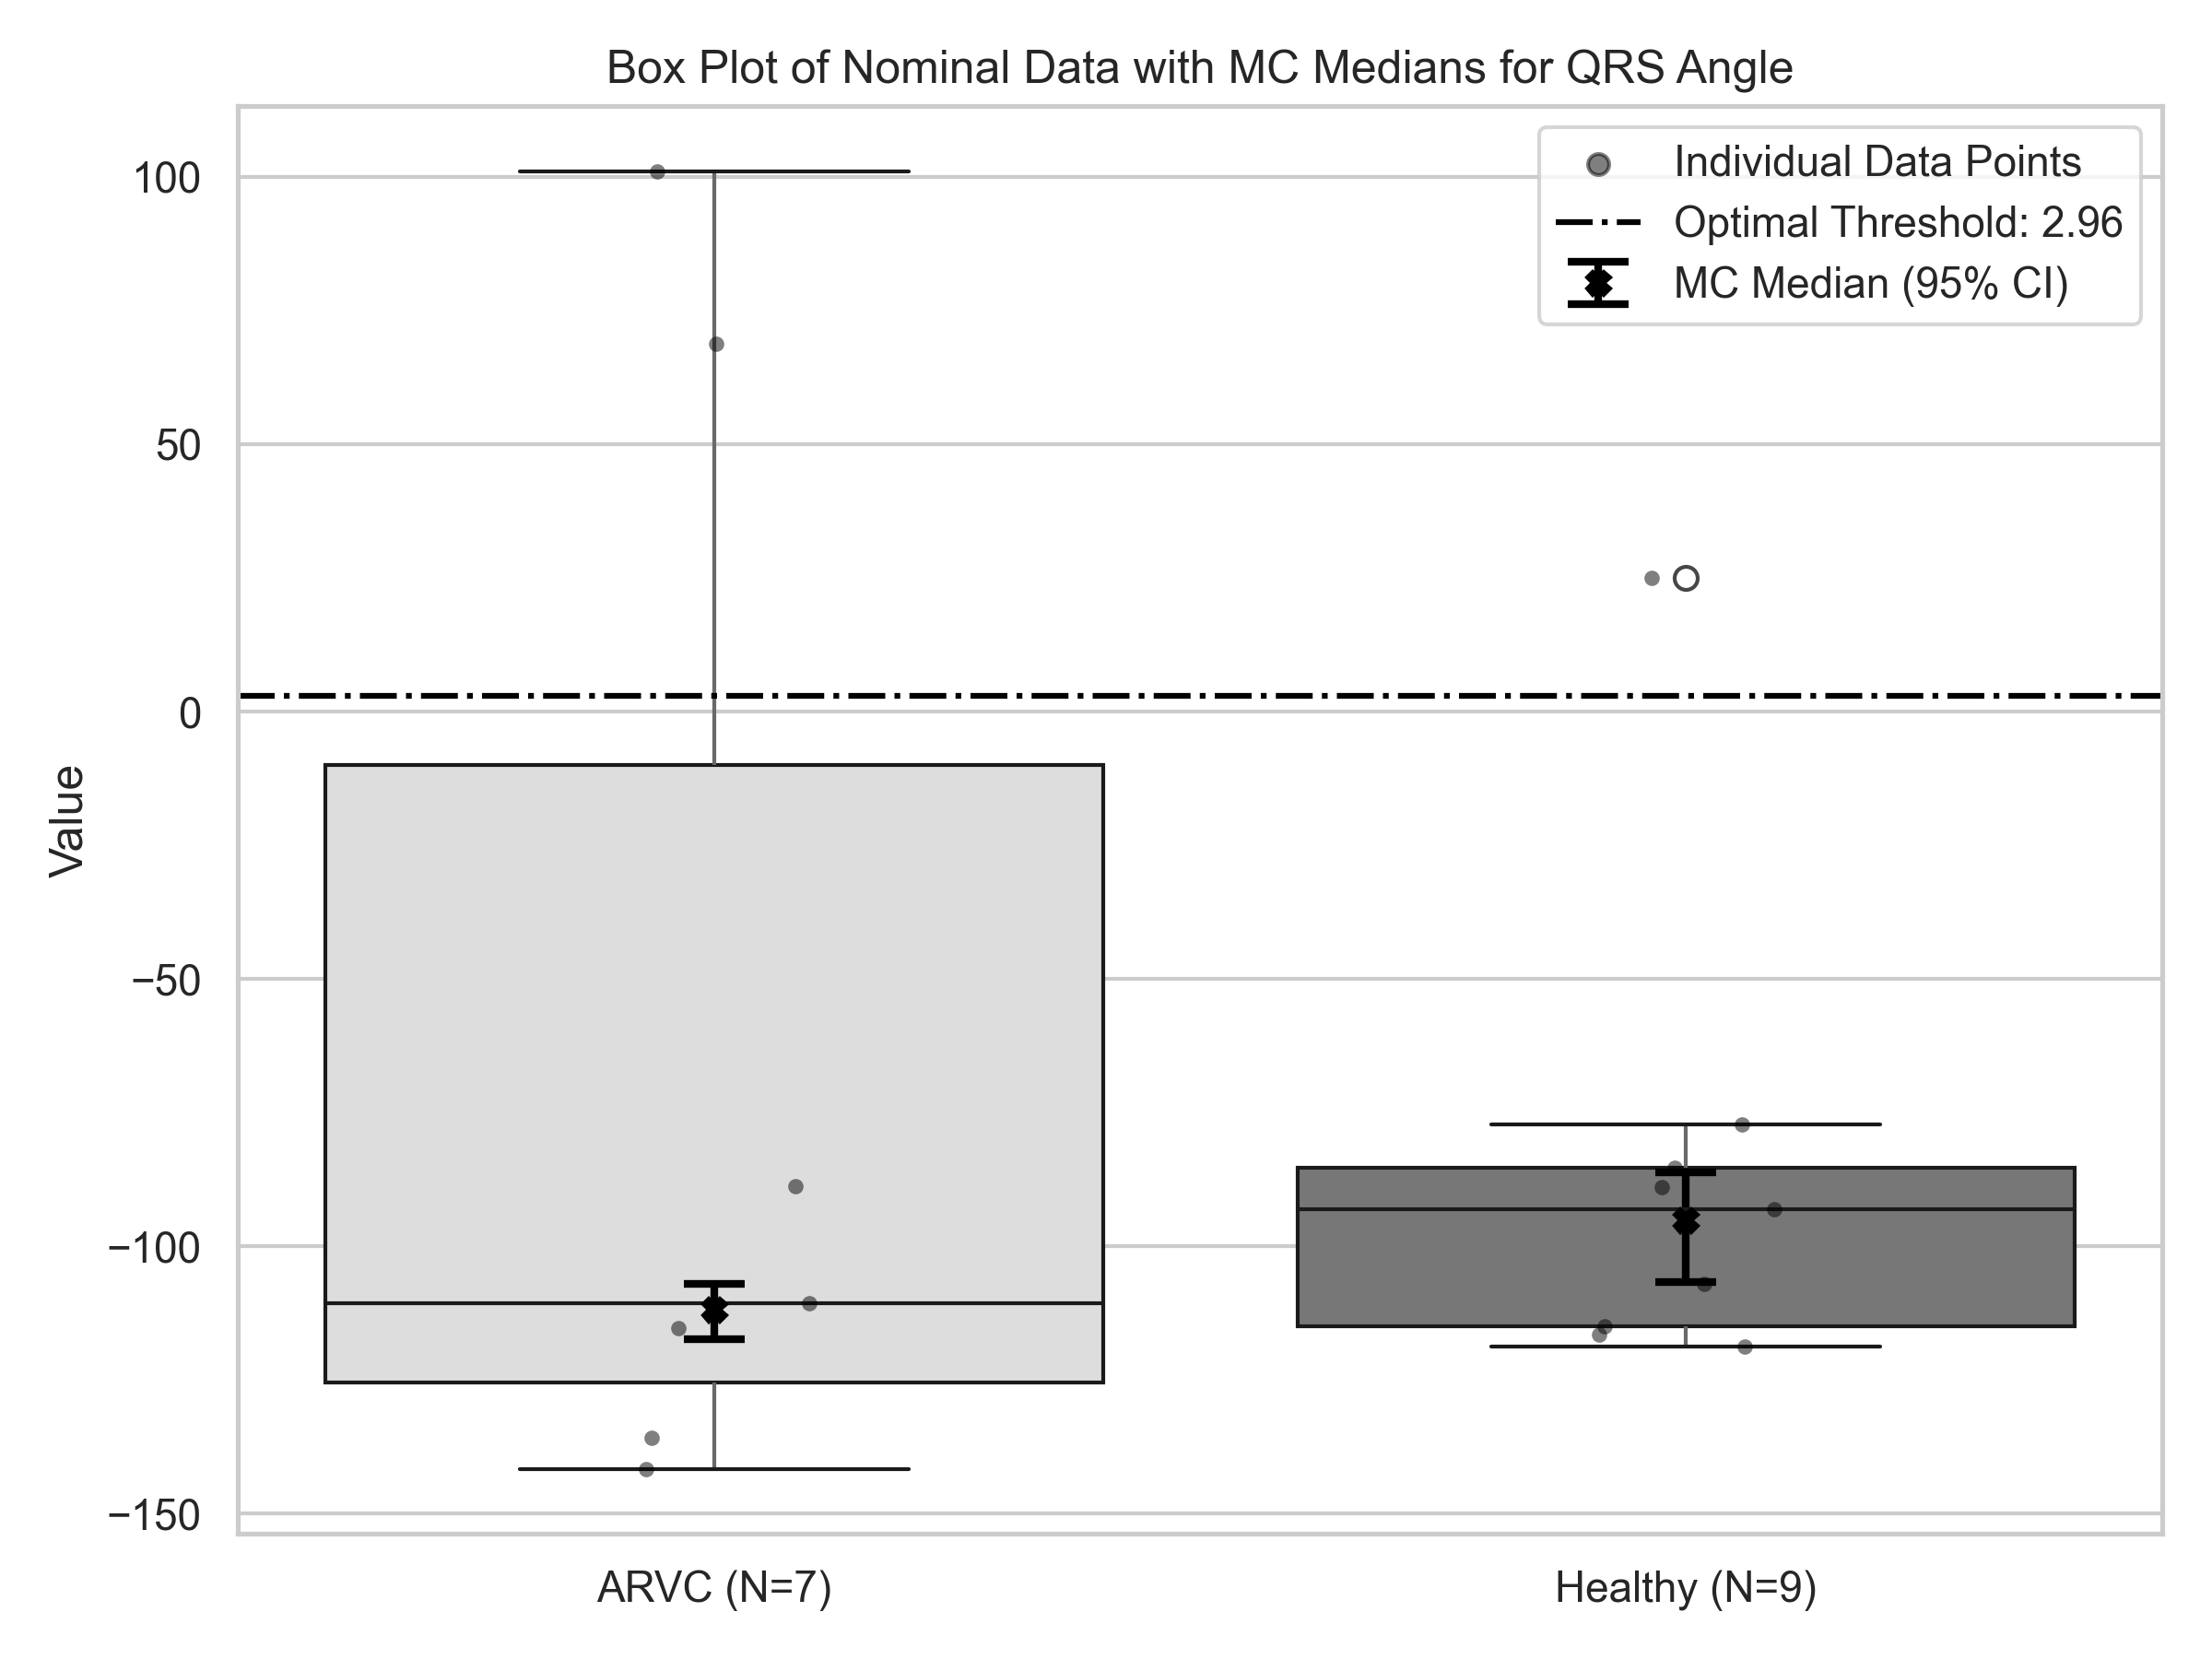 Box Plot of Nominal Data with MC Medians for QRS Angle
Individual Data Points
Optimal Threshold: 2.96
MC Median (95% CI)
Value
100
50
0
−50
−100
−150
ARVC (N=7)
Healthy (N=9)